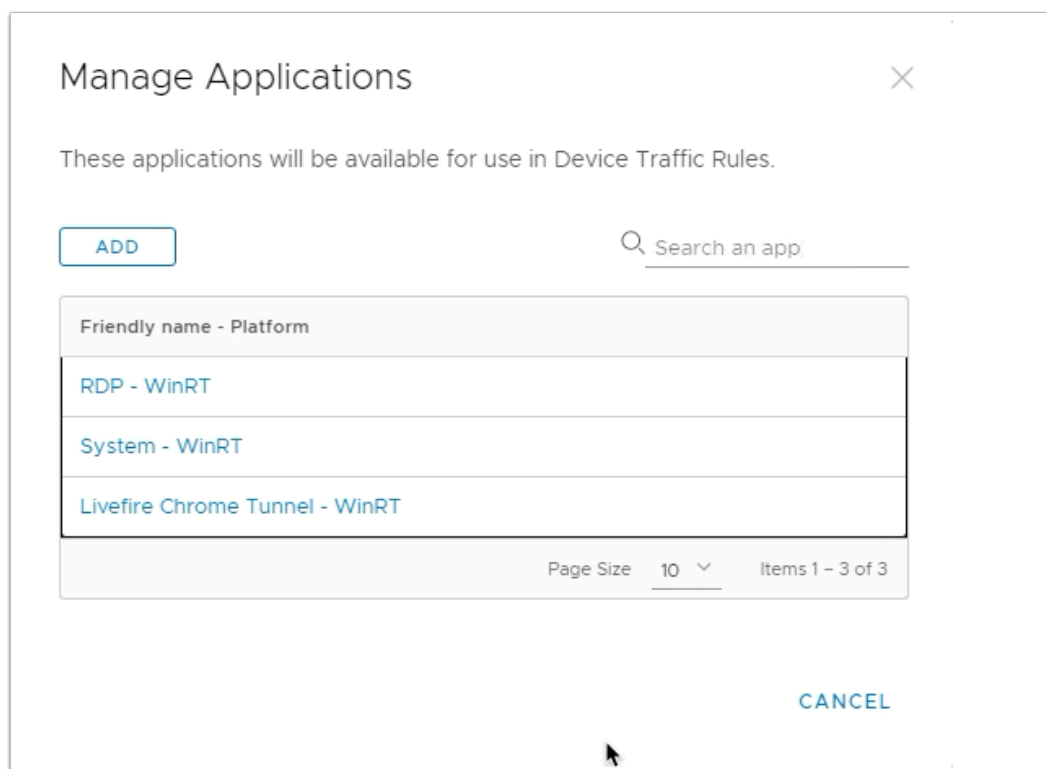 Manage Applications
These applications will be available for use in Device Traffic Rules.
ADD
Search an app
Friendly name - Platform
RDP - WinRT
System - WinRT
Livefire Chrome Tunnel - WinRT
Page Size 10 Items 1 – 3 of 3
CANCEL